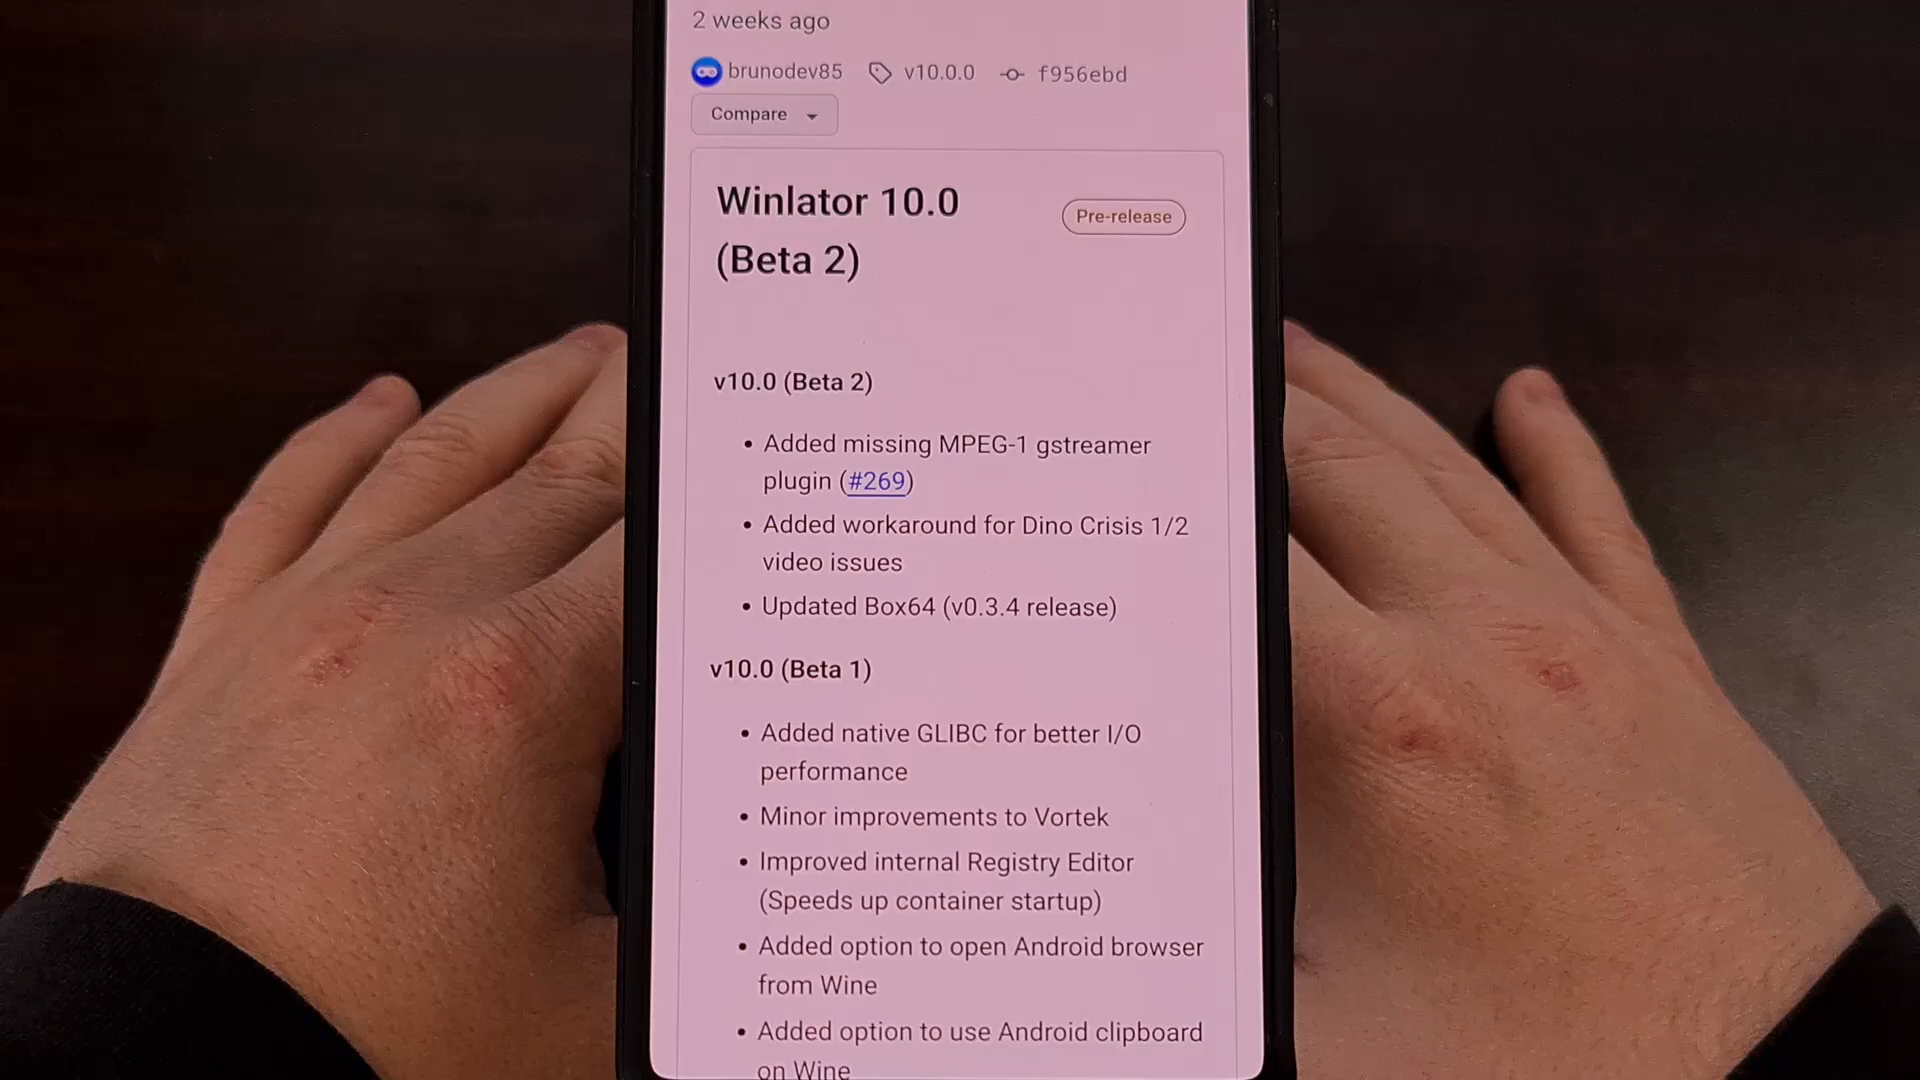 2 weeks ago
brunodev85 v10.0.0 f956ebd
Compare
Winlator 10.0
Pre-release
(Beta 2)
v10.0 (Beta 2)
• Added missing MPEG-1 gstreamer
plugin (#269)
• Added workaround for Dino Crisis 1/2
video issues
• Updated Box64 (v0.3.4 release)
v10.0 (Beta 1)
• Added native GLIBC for better I/O
performance
• Minor improvements to Vortek
• Improved internal Registry Editor
(Speeds up container startup)
• Added option to open Android browser
from Wine
• Added option to use Android clipboard
on Wine